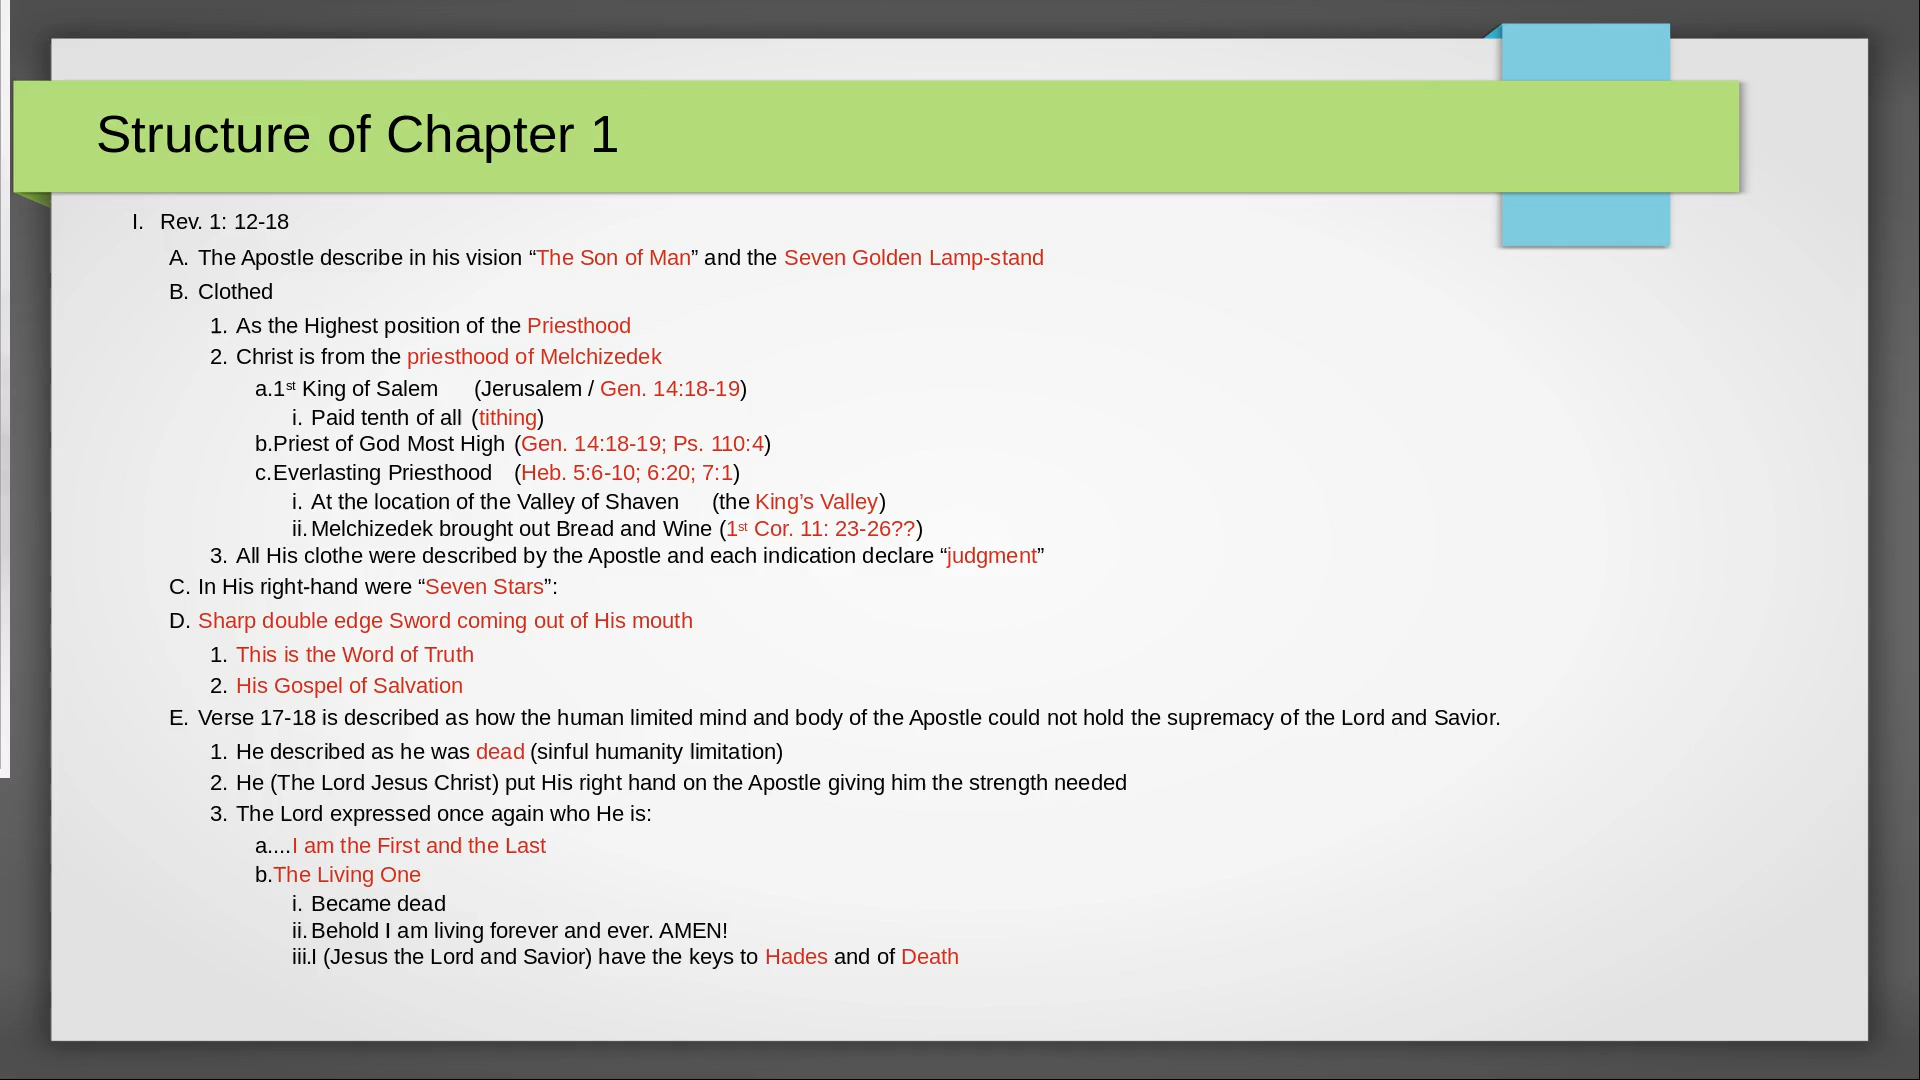 Structure of Chapter 1
I. Rev. 1: 12-18
A. The Apostle describe in his vision “The Son of Man” and the Seven Golden Lamp-stand
B. Clothed
1. As the Highest position of the Priesthood
2. Christ is from the priesthood of Melchizedek
a.1st King of Salem (Jerusalem / Gen. 14:18-19)
i. Paid tenth of all (tithing)
b.Priest of God Most High (Gen. 14:18-19; Ps. 110:4)
c.Everlasting Priesthood (Heb. 5:6-10; 6:20; 7:1)
i. At the location of the Valley of Shaven (the King’s Valley)
ii.Melchizedek brought out Bread and Wine (1st Cor. 11: 23-26??)
3. All His clothe were described by the Apostle and each indication declare “judgment”
C. In His right-hand were “Seven Stars”:
D. Sharp double edge Sword coming out of His mouth
1. This is the Word of Truth
2. His Gospel of Salvation
E. Verse 17-18 is described as how the human limited mind and body of the Apostle could not hold the supremacy of the Lord and Savior.
1. He described as he was dead (sinful humanity limitation)
2. He (The Lord Jesus Christ) put His right hand on the Apostle giving him the strength needed
3. The Lord expressed once again who He is:
a....I am the First and the Last
b.The Living One
i. Became dead
ii.Behold I am living forever and ever. AMEN!
iii.I (Jesus the Lord and Savior) have the keys to Hades and of Death